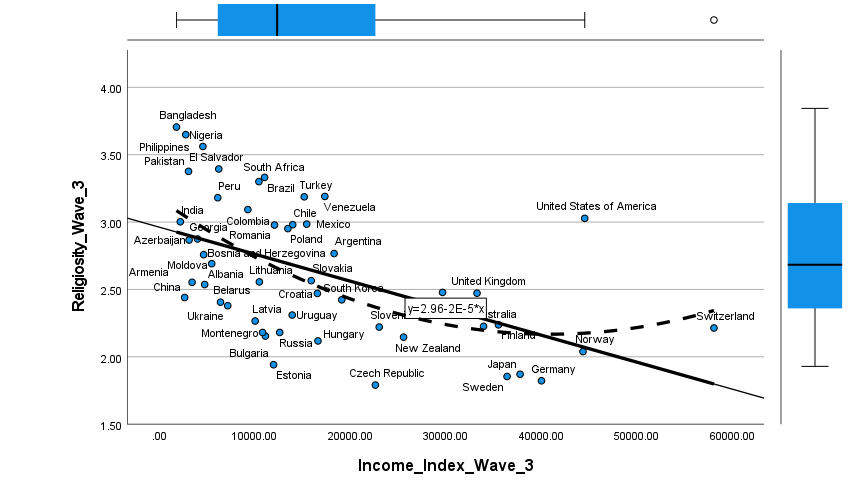 4.00
3.50
3.00
2.50
2.00
1.50
Religiosity_Wave_3
Bangladesh
Nigeria
Philippines
El Salvador
Pakistan
South Africa
Peru
Brazil
Turkey
Venezuela
United States of America
India
Colombia
Chile
Georgia
Mexico
Romania
Azerbaijan
Poland
Argentina
Bosnia and Herzegovina
Moldova
Lithuania
Slovakia
Armenia
Albania
United Kingdom
China
Belarus
Croatia
South Korea
y=2.96-2E-5*x
Latvia
Uruguay
Ukraine
Sloven
stralia
Switzerland
Montenegro
Russia
Hungary
Finland
Norway
New Zealand
Bulgaria
Estonia
Czech Republic
Japan
Germany
Sweden
.00
10000.00
20000.00
30000.00
40000.00
50000.00
60000.00
Income_Index_Wave_3